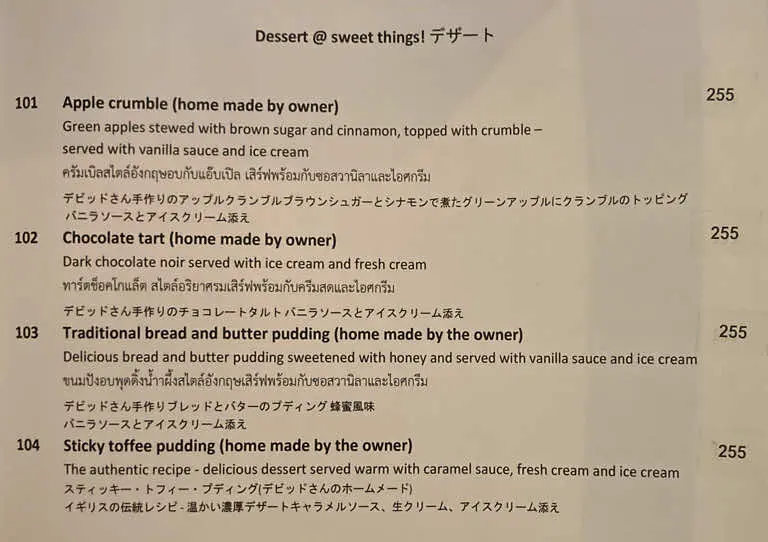 Dessert @ sweet things! デザート
101 Apple crumble (home made by owner) 255
Green apples stewed with brown sugar and cinnamon, topped with crumble –
served with vanilla sauce and ice cream
ครัมเบิลสไตล์อังกฤษอบกับแอ๊บเปิล เสิร์ฟพร้อมกับซอสวานิลาและไอศกรีม
デビッドさん手作りのアップルクランブルブラウンシュガーとシナモンで煮たグリーンアップルにクランブルのトッピング
バニラソースとアイスクリーム添え
102 Chocolate tart (home made by owner) 255
Dark chocolate noir served with ice cream and fresh cream
ทาร์ตช็อคโกแล็ต สไตล์อริยาศรมเสิร์ฟพร้อมกับครีมสดและไอศกรีม
デビッドさん手作りのチョコレートタルト バニラソースとアイスクリーム添え
103 Traditional bread and butter pudding (home made by the owner) 255
Delicious bread and butter pudding sweetened with honey and served with vanilla sauce and ice cream
ขนมปังอบพุดดิ้งน้ำาผึ้งสไตล์อังกฤษเสิร์ฟพร้อมกับซอสวานิลาและไอศกรีม
デビッドさん手作りブレッドとバターのプディング 蜂蜜風味
バニラソースとアイスクリーム添え
104 Sticky toffee pudding (home made by the owner) 255
The authentic recipe - delicious dessert served warm with caramel sauce, fresh cream and ice cream
スティッキー・トフィー・プディング(デビッドさんのホームメード)
イギリスの伝統レシピ - 温かい濃厚デザートキャラメルソース、生クリーム、アイスクリーム添え